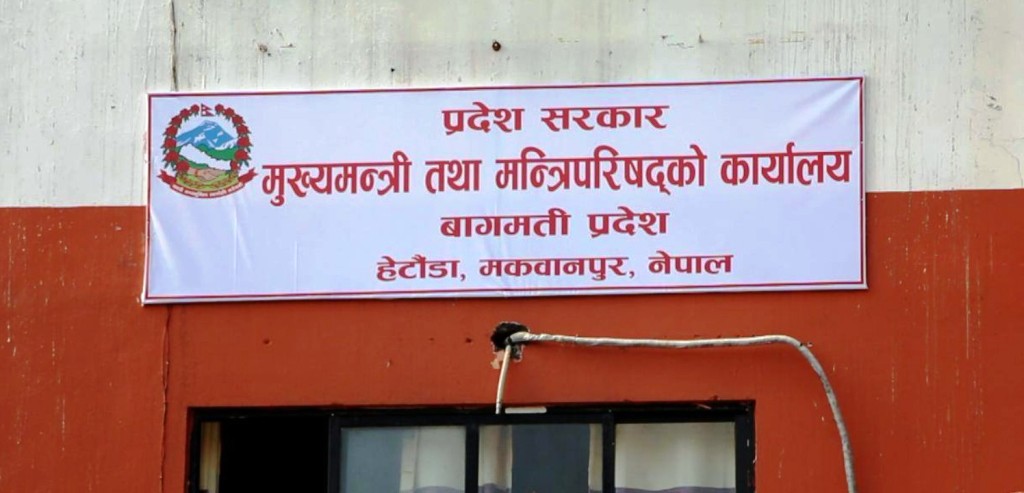 प्रदेश सरकार
मुख्यमन्त्री तथा मन्त्रिपरिषद्को कार्यालय
बागमती प्रदेश
हेटौंडा, मकवानपुर, नेपाल